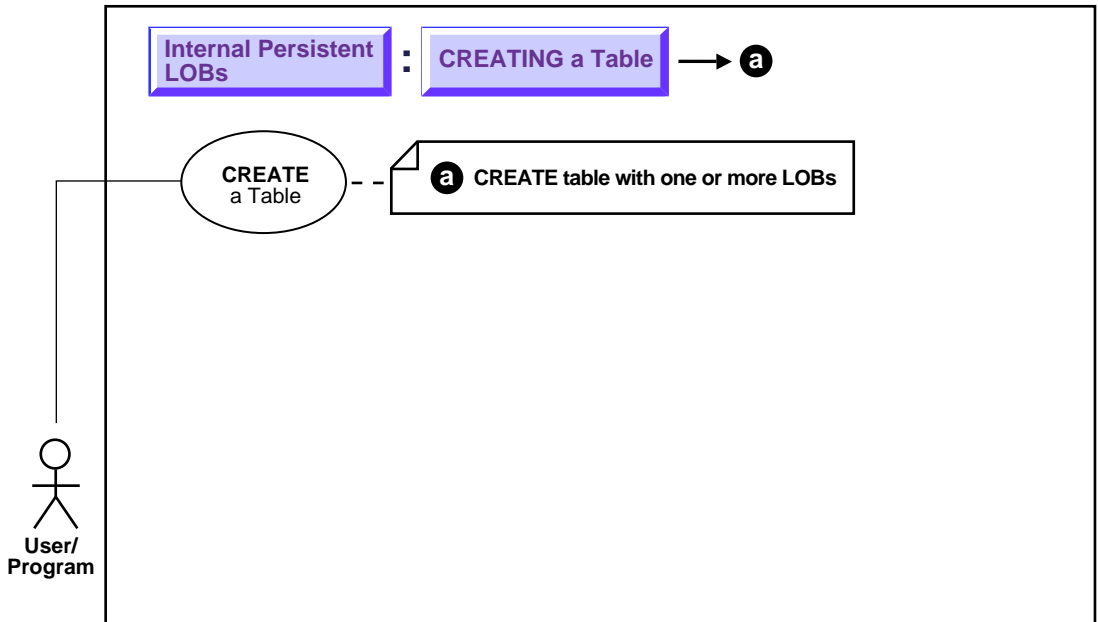 Internal Persistent
LOBs
:
CREATING a Table
a
CREATE
a Table
a CREATE table with one or more LOBs
User/
Program